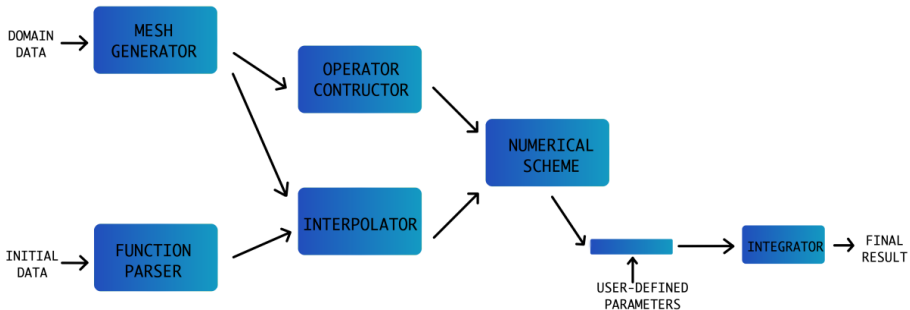 DOMAIN
DATA
MESH
GENERATOR
OPERATOR
CONTRUCTOR
NUMERICAL
SCHEME
INITIAL
DATA
FUNCTION
PARSER
INTERPOLATOR
USER-DEFINED
PARAMETERS
INTEGRATOR
FINAL
RESULT